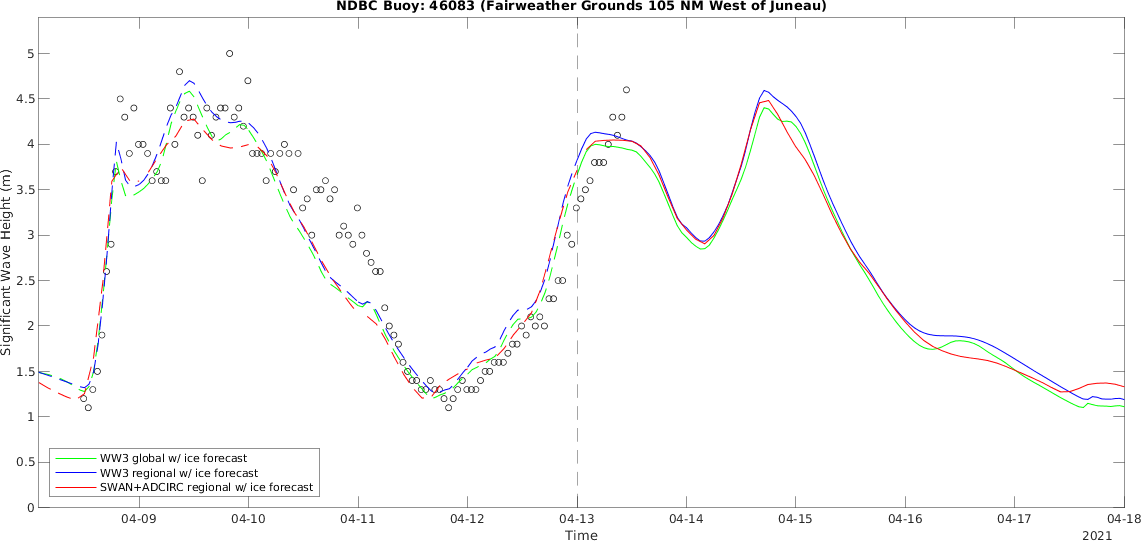 NDBC Buoy: 46083 (Fairweather Grounds 105 NM West of Juneau)
Significant Wave Height (m)
5
4.5
4
3.5
3
2.5
2
1.5
1
0.5
0
WW3 global w/ ice forecast
WW3 regional w/ ice forecast
SWAN+ADCIRC regional w/ ice forecast
04-09 04-10 04-11 04-12 04-13 04-14 04-15 04-16 04-17 04-18
Time
2021